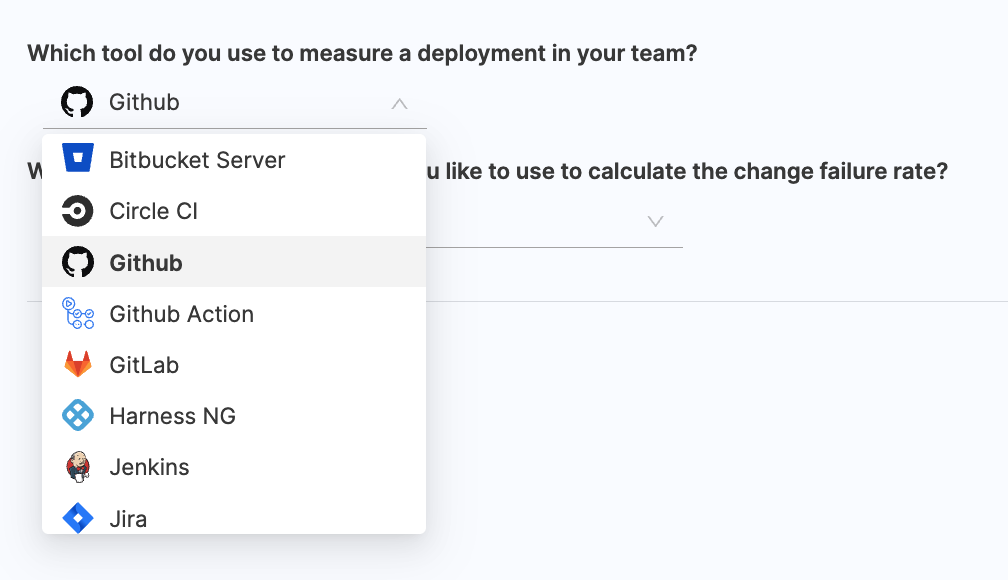 Which tool do you use to measure a deployment in your team?
Github
Bitbucket Server
u like to use to calculate the change failure rate?
Circle CI
Github
Github Action
GitLab
Harness NG
Jenkins
Jira